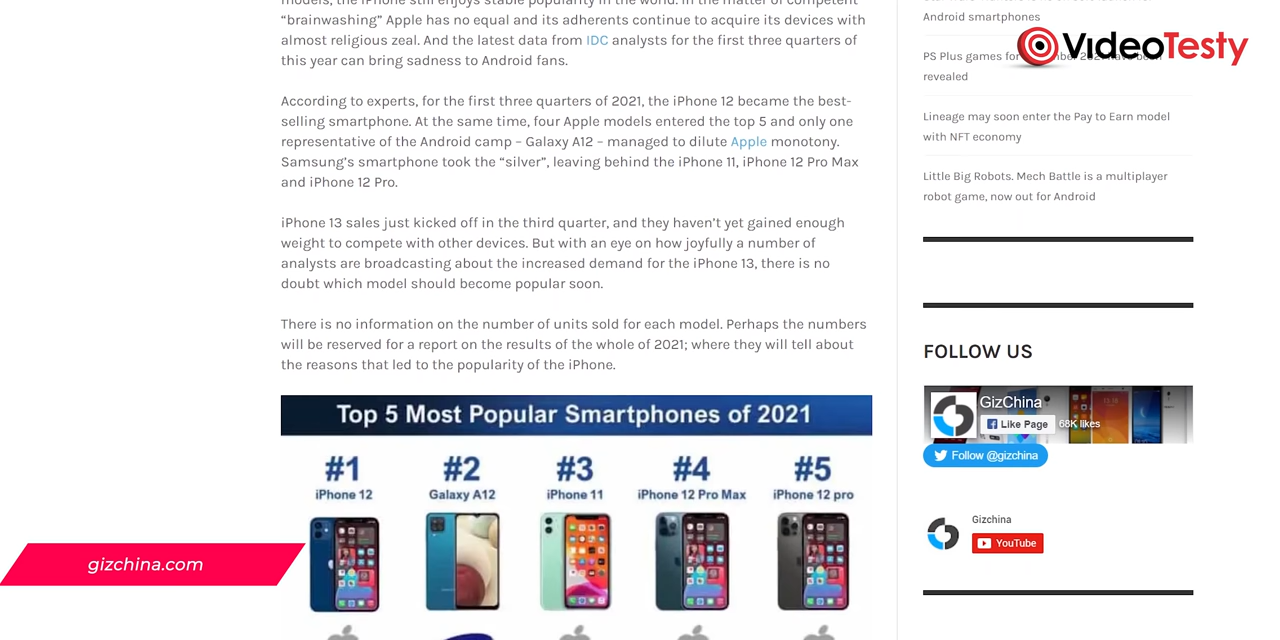 models, the iPhone still enjoys stable popularity in the world. In the matter of competent
“brainwashing” Apple has no equal and its adherents continue to acquire its devices with
almost religious zeal. And the latest data from IDC analysts for the first three quarters of
this year can bring sadness to Android fans.
According to experts, for the first three quarters of 2021, the iPhone 12 became the best-
selling smartphone. At the same time, four Apple models entered the top 5 and only one
representative of the Android camp – Galaxy A12 – managed to dilute Apple monotony.
Samsung’s smartphone took the “silver”, leaving behind the iPhone 11, iPhone 12 Pro Max
and iPhone 12 Pro.
iPhone 13 sales just kicked off in the third quarter, and they haven’t yet gained enough
weight to compete with other devices. But with an eye on how joyfully a number of
analysts are broadcasting about the increased demand for the iPhone 13, there is no
doubt which model should become popular soon.
There is no information on the number of units sold for each model. Perhaps the numbers
will be reserved for a report on the results of the whole of 2021; where they will tell about
the reasons that led to the popularity of the iPhone.
Top 5 Most Popular Smartphones of 2021
#1 #2 #3 #4 #5
iPhone 12 Galaxy A12 iPhone 11 iPhone 12 Pro Max iPhone 12 pro
gizchina.com
Android smartphones
VideoTesty
PS Plus games for 2021 have been
revealed
Lineage may soon enter the Pay to Earn model
with NFT economy
Little Big Robots. Mech Battle is a multiplayer
robot game, now out for Android
FOLLOW US
GizChina
Like Page 68K likes
Follow @gizchina
Gizchina
YouTube